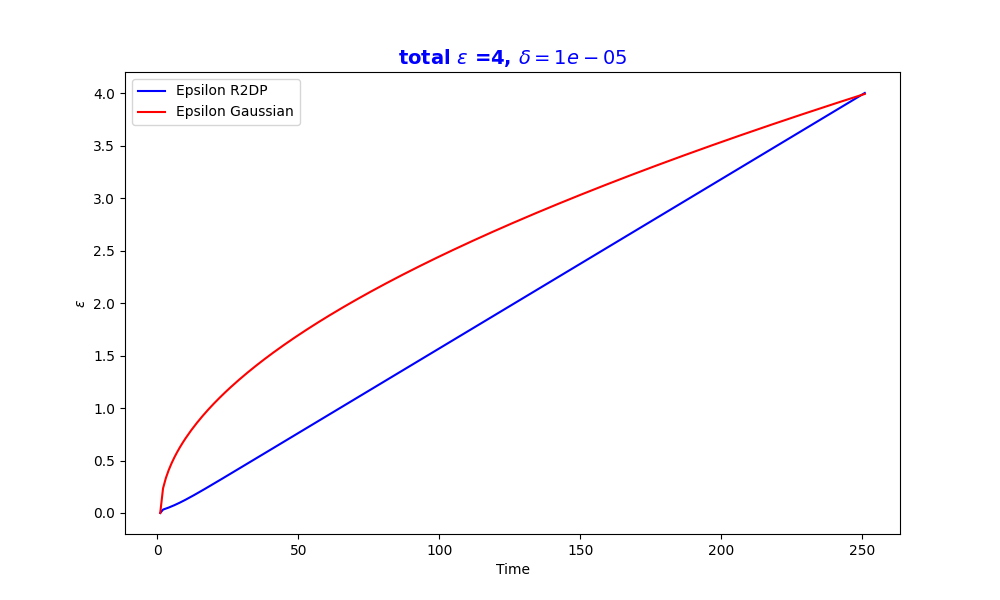 total ε =4, δ = 1e − 05
Epsilon R2DP
Epsilon Gaussian
4.0
3.5
3.0
2.5
2.0
1.5
1.0
0.5
0.0
ε
0 50 100 150 200 250
Time